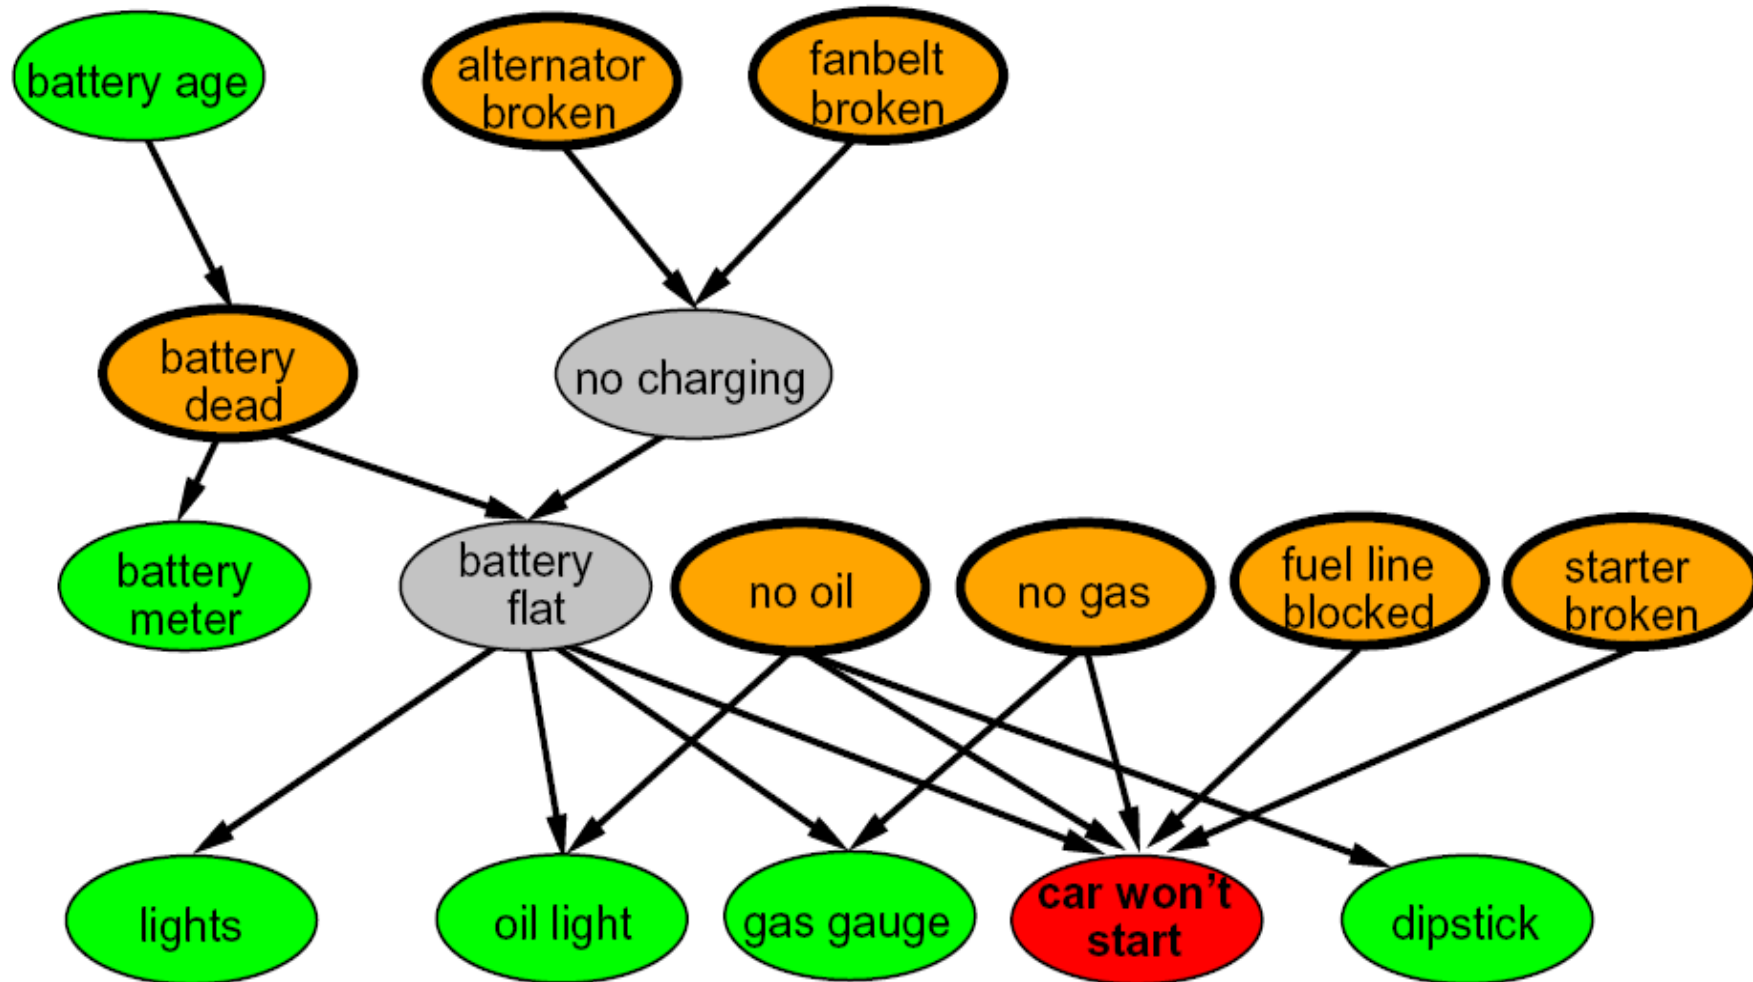 battery age
alternator
broken
fanbelt
broken
battery
dead
no charging
battery
meter
battery
flat
no oil
no gas
fuel line
blocked
starter
broken
lights
oil light
gas gauge
car won't
start
dipstick